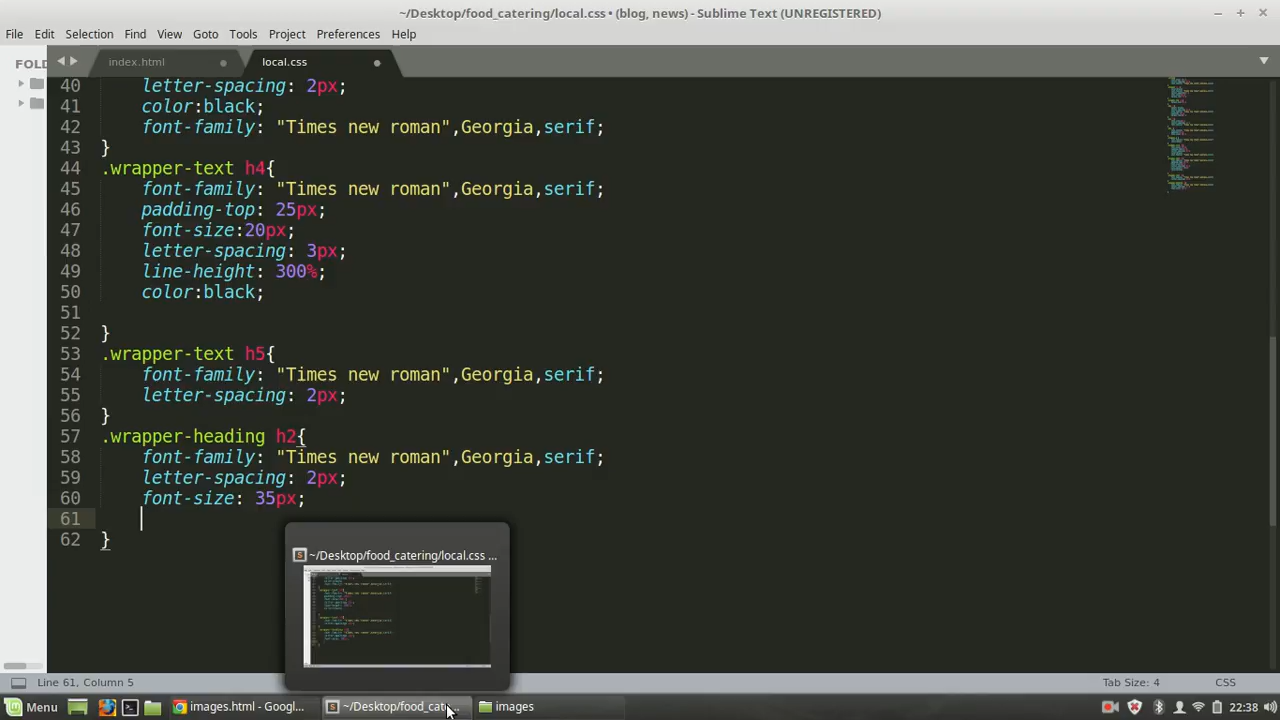 ~/Desktop/food_catering/local.css • (blog, news) - Sublime Text (UNREGISTERED)
File Edit Selection Find View Goto Tools Project Preferences Help
FOLD
index.html
local.css
40 letter-spacing: 2px;
41 color:black;
42 font-family: "Times new roman",Georgia,serif;
43 }
44 .wrapper-text h4{
45 font-family: "Times new roman",Georgia,serif;
46 padding-top: 25px;
47 font-size:20px;
48 letter-spacing: 3px;
49 line-height: 300%;
50 color:black;
51
52 }
53 .wrapper-text h5{
54 font-family: "Times new roman",Georgia,serif;
55 letter-spacing: 2px;
56 }
57 .wrapper-heading h2{
58 font-family: "Times new roman",Georgia,serif;
59 letter-spacing: 2px;
60 font-size: 35px;
61
62 }
~/Desktop/food_catering/local.css ...
Line 61, Column 5
Tab Size: 4
CSS
Menu
images.html - Googl...
~/Desktop/food_cate...
images
22:38